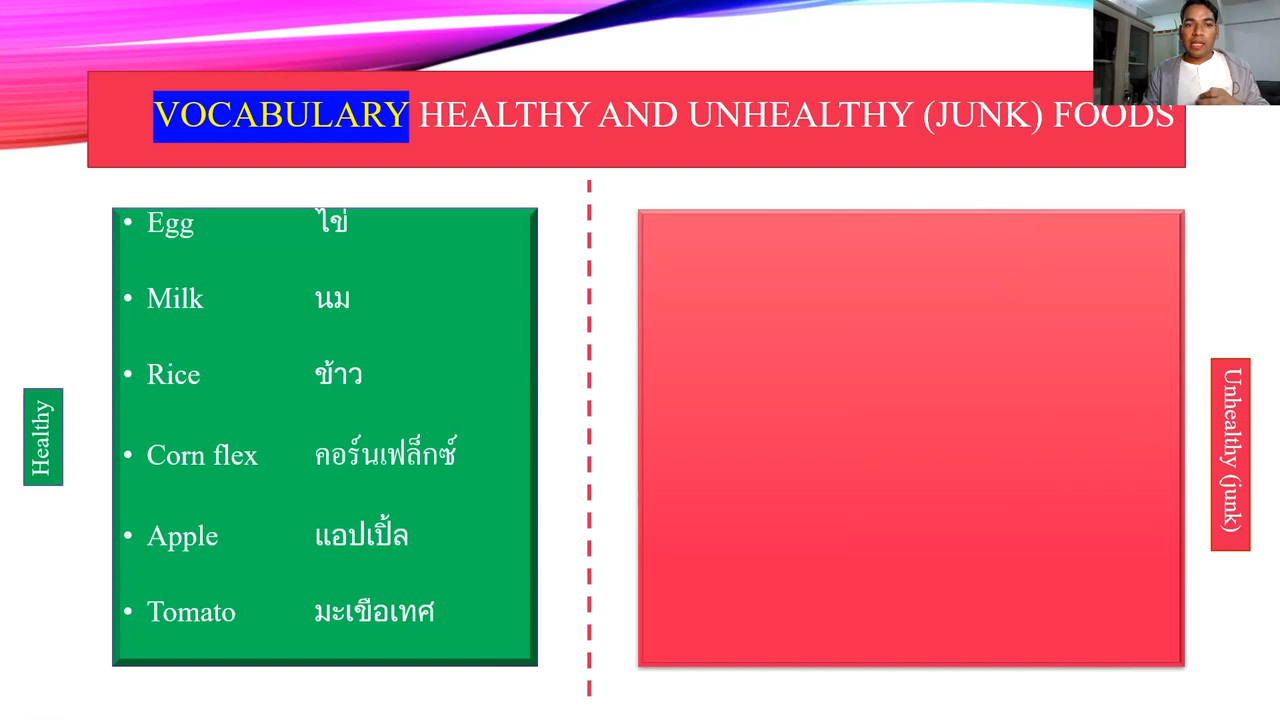 VOCABULARY HEALTHY AND UNHEALTHY (JUNK) FOODS
Healthy
• Egg ไข่
• Milk นม
• Rice ข้าว
• Corn flex คอร์นเฟล็กซ์
• Apple แอปเปิ้ล
• Tomato มะเขือเทศ
Unhealthy (junk)